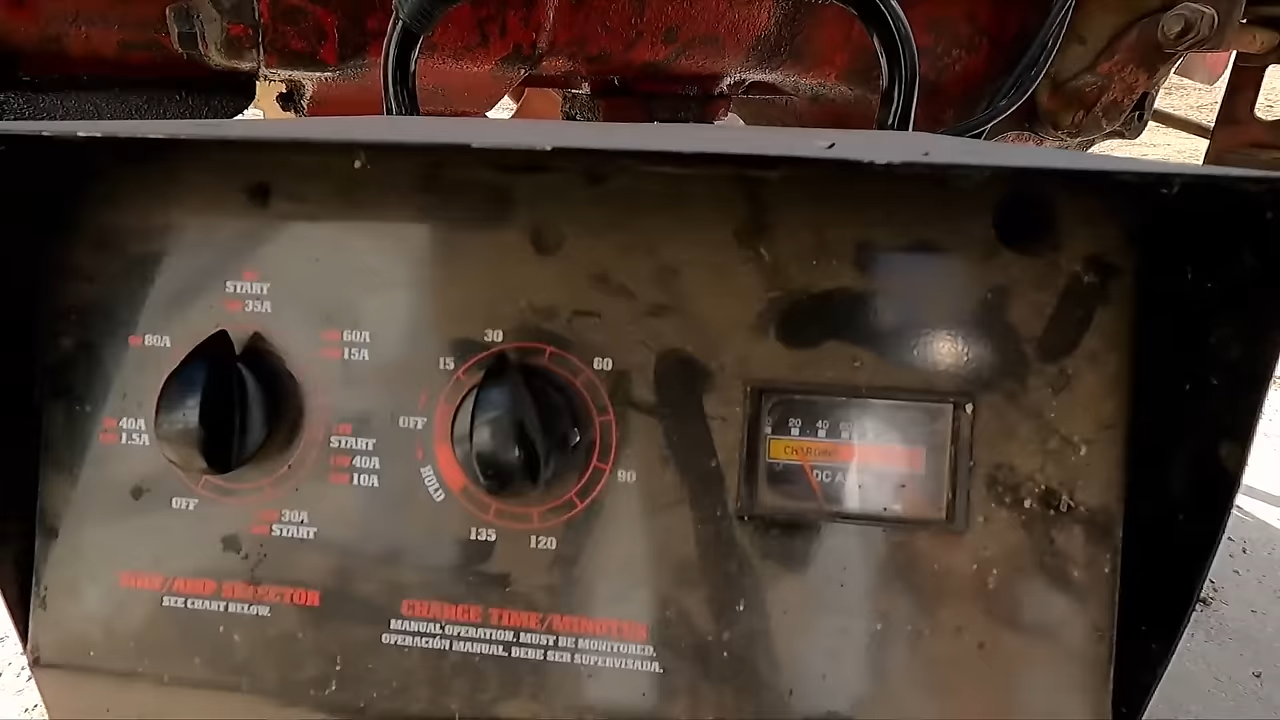 START
35A
80A
60A
15A
40A
1.5A
START
40A
10A
OFF
30A
START
SEE CHART BELOW.
15
30
60
OFF
HOLD
90
135
120
CHARGE TIME/MINUTES
MANUAL OPERATION. MUST BE MONITORED.
OPERACIÓN MANUAL. DEBE SER SUPERVISADA.
0 20 40 60
DC